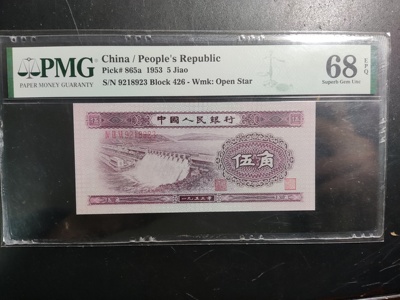 PMG
PAPER MONEY GUARANTY
China / People's Republic
Pick# 865a 1953 5 Jiao
S/N 9218923 Block 426 - Wmk: Open Star
68 EPQ
Superb Gem Unc
中國人民銀行
伍角
一九五三年